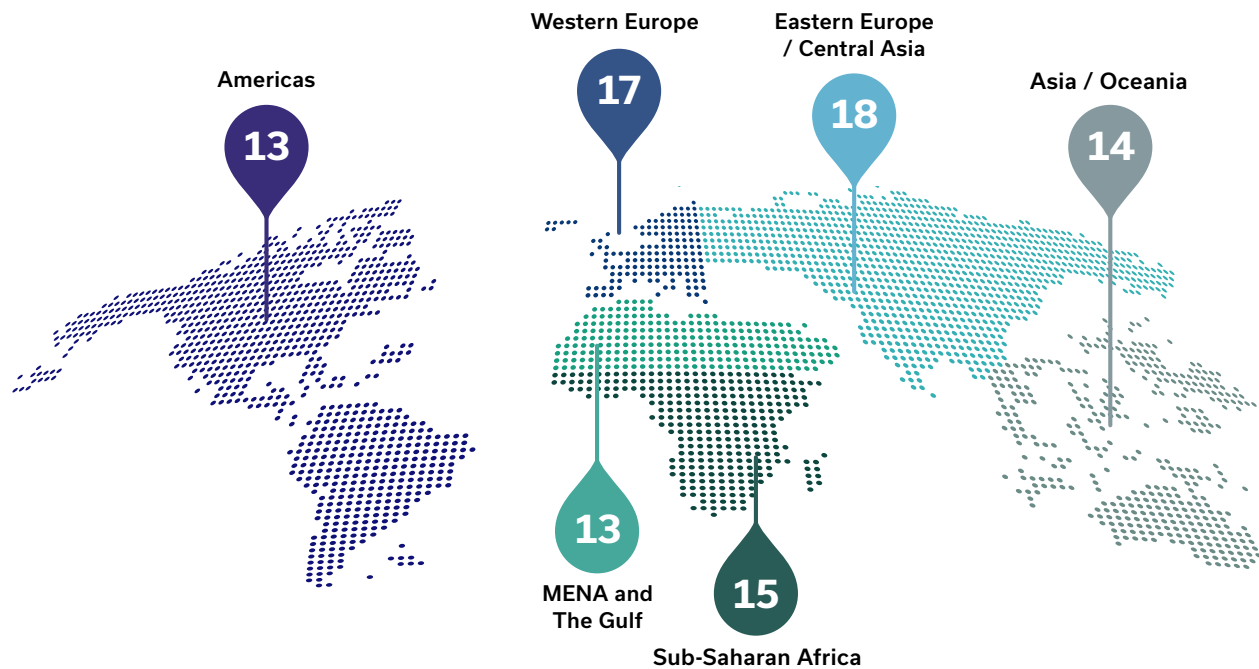 Americas
13
Western Europe
17
Eastern Europe
/ Central Asia
18
Asia / Oceania
14
13
MENA and
The Gulf
15
Sub-Saharan Africa